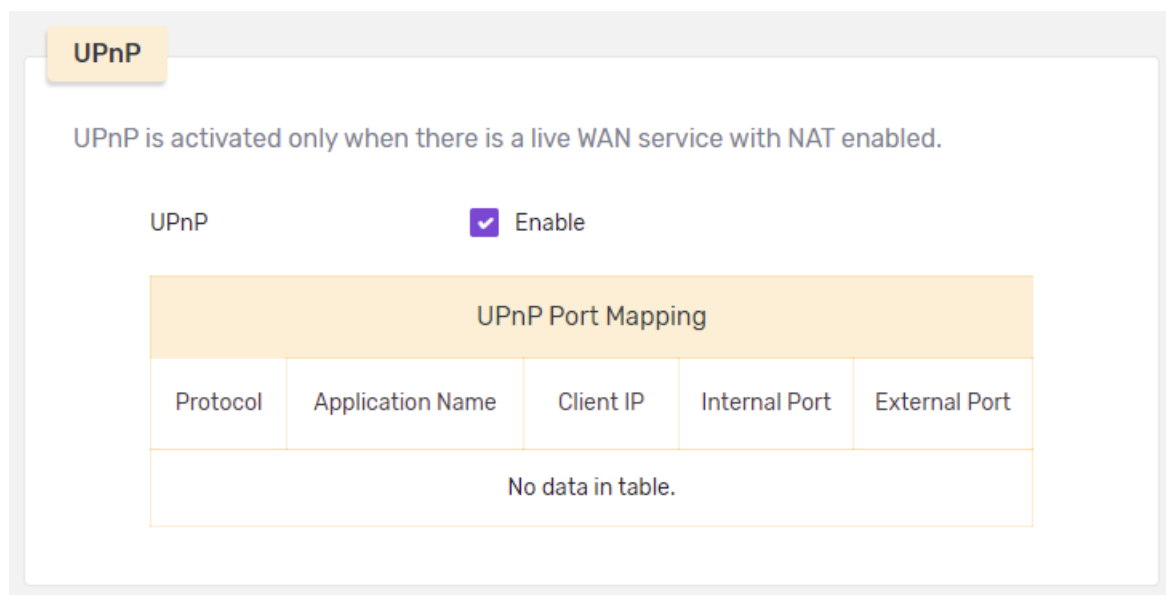 UPnP
UPnP is activated only when there is a live WAN service with NAT enabled.
UPnP Enable
UPnP Port Mapping
Protocol Application Name Client IP Internal Port External Port
No data in table.